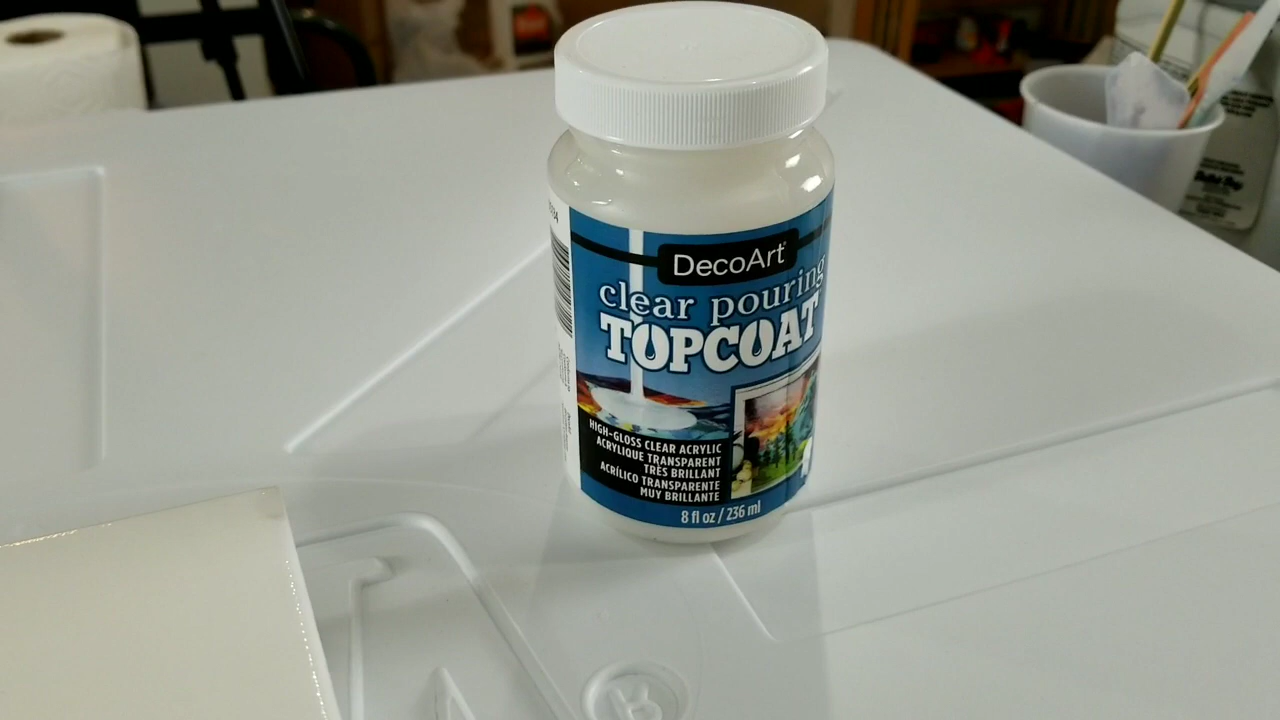 DecoArt®
clear pouring
TOPCOAT
HIGH-GLOSS CLEAR ACRYLIC
ACRYLIQUE TRANSPARENT
TRÈS BRILLANT
ACRÍLICO TRANSPARENTE
MUY BRILLANTE
8 fl oz / 236 ml